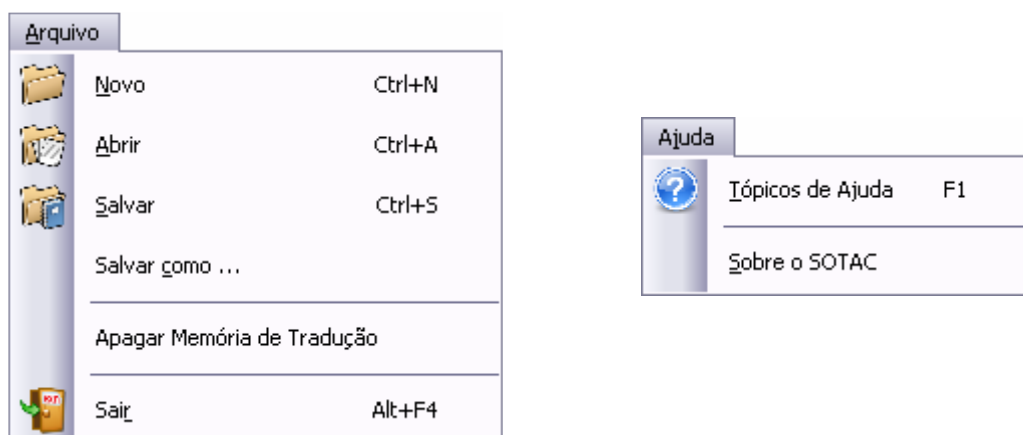 Arquivo
Novo Ctrl+N
Abrir Ctrl+A
Salvar Ctrl+S
Salvar como ...
Apagar Memória de Tradução
Sair Alt+F4
Ajuda
Tópicos de Ajuda F1
Sobre o SOTAC